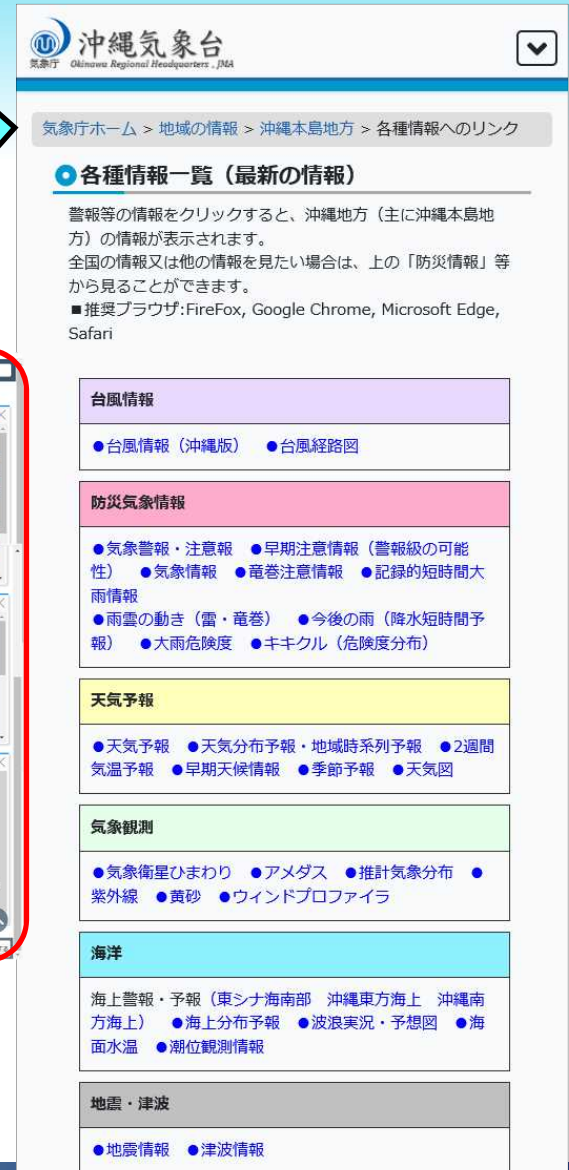 沖縄気象台
気象庁 Okinawa Regional Headquarters , JMA
気象庁ホーム > 地域の情報 > 沖縄本島地方 > 各種情報へのリンク
各種情報一覧（最新の情報）
警報等の情報をクリックすると、沖縄地方（主に沖縄本島地
方）の情報が表示されます。
全国の情報又は他の情報を見たい場合は、上の「防災情報」等
から見ることができます。
■推奨ブラウザ:FireFox, Google Chrome, Microsoft Edge,
Safari
台風情報
●台風情報（沖縄版） ●台風経路図
防災気象情報
●気象警報・注意報 ●早期注意情報（警報級の可能
性） ●気象情報 ●竜巻注意情報 ●記録的短時間大
雨情報
●雨雲の動き（雷・竜巻） ●今後の雨（降水短時間予
報） ●大雨危険度 ●キキクル（危険度分布）
天気予報
●天気予報 ●天気分布予報・地域時系列予報 ●2週間
気温予報 ●早期天候情報 ●季節予報 ●天気図
気象観測
●気象衛星ひまわり ●アメダス ●推計気象分布 ●
紫外線 ●黄砂 ●ウィンドプロファイラ
海洋
海上警報・予報（東シナ海南部 沖縄東方海上 沖縄南
方海上） ●海上分布予報 ●波浪実況・予想図 ●海
面水温 ●潮位観測情報
地震・津波
●地震情報 ●津波情報